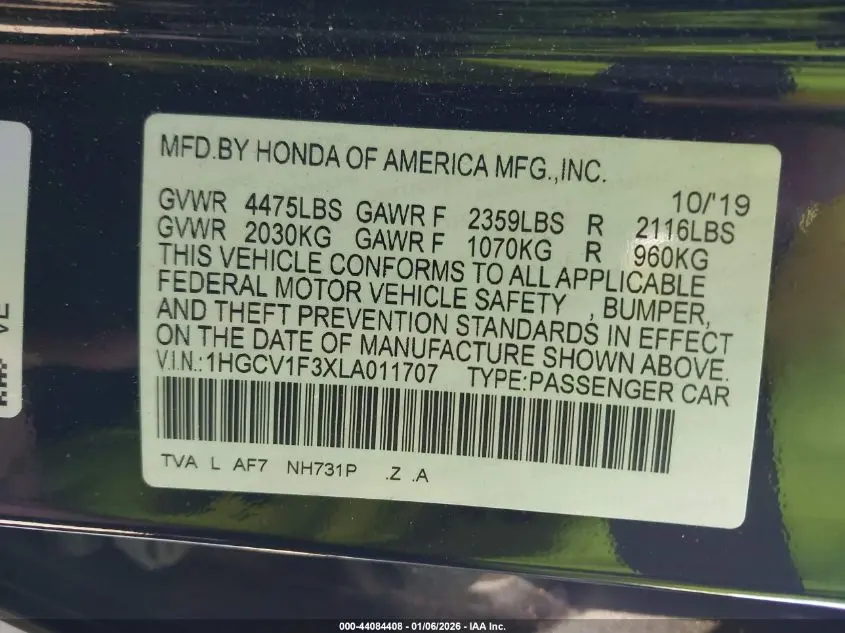 MFD.BY HONDA OF AMERICA MFG.,INC.
10/'19
GVWR 4475LBS GAWR F 2359LBS R 2116LBS
GVWR 2030KG GAWR F 1070KG R 960KG
THIS VEHICLE CONFORMS TO ALL APPLICABLE
FEDERAL MOTOR VEHICLE SAFETY , BUMPER,
AND THEFT PREVENTION STANDARDS IN EFFECT
ON THE DATE OF MANUFACTURE SHOWN ABOVE.
V.I.N.:1HGCV1F3XLA011707 TYPE:PASSENGER CAR
TVA L AF7 NH731P .Z .A
000-44084408 - 01/06/2026 - IAA Inc.